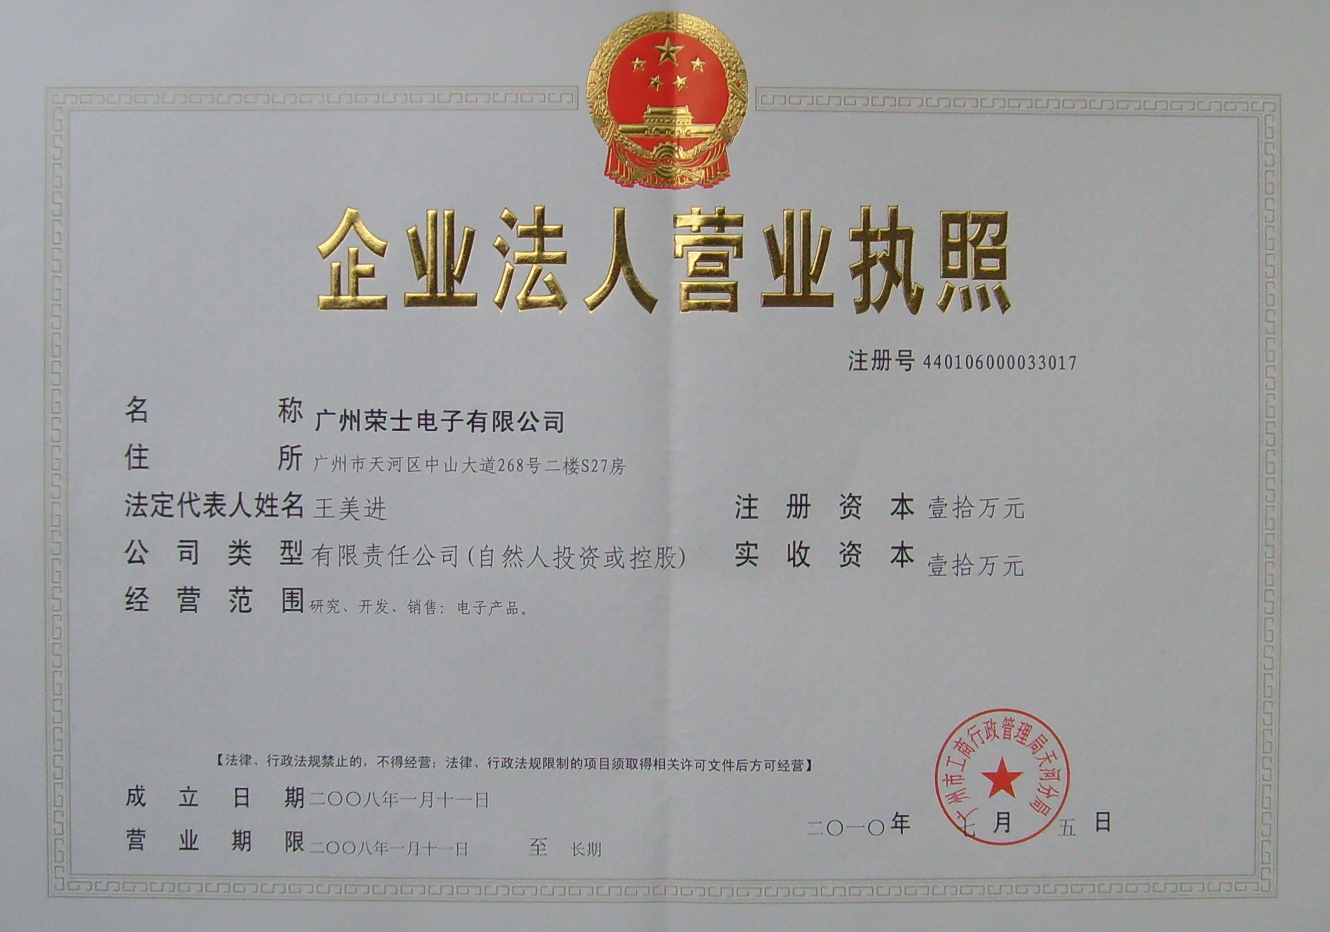 企业法人营业执照
注册号 440106000033017
名称 广州荣士电子有限公司
住所 广州市天河区中山大道268号二楼S27房
法定代表人姓名 王美进 注册资本 壹拾万元
公司类型 有限责任公司(自然人投资或控股) 实收资本 壹拾万元
经营范围 研究、开发、销售：电子产品。
【法律、行政法规禁止的，不得经营；法律、行政法规限制的项目须取得相关许可文件后方可经营】
广州市工商行政管理局天河分局
成立日期 二〇〇八年一月十一日
二〇一〇年七月五日
营业期限 二〇〇八年一月十一日 至 长期